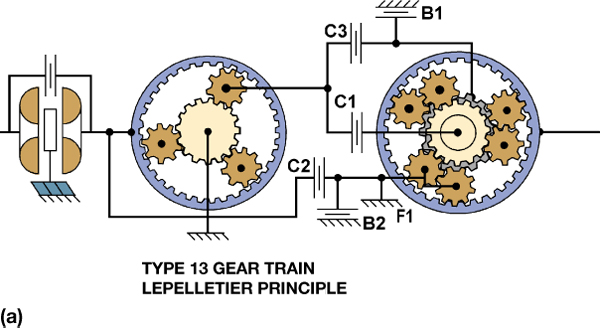 B1
C3
C1
C2
F1
B2
TYPE 13 GEAR TRAIN
LEPELLETIER PRINCIPLE
(a)